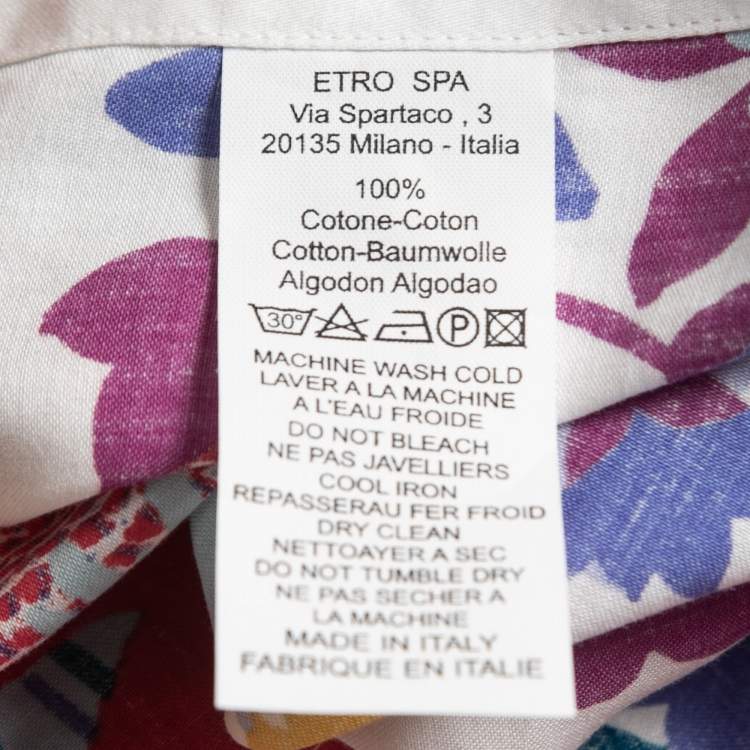 ETRO SPA
Via Spartaco , 3
20135 Milano - Italia
100%
Cotone-Coton
Cotton-Baumwolle
Algodon Algodao
30° P
MACHINE WASH COLD
LAVER A LA MACHINE
A L'EAU FROIDE
DO NOT BLEACH
NE PAS JAVELLIERS
COOL IRON
REPASSERAU FER FROID
DRY CLEAN
NETTOAYER A SEC
DO NOT TUMBLE DRY
NE PAS SECHER A
LA MACHINE
MADE IN ITALY
FABRIQUE EN ITALIE